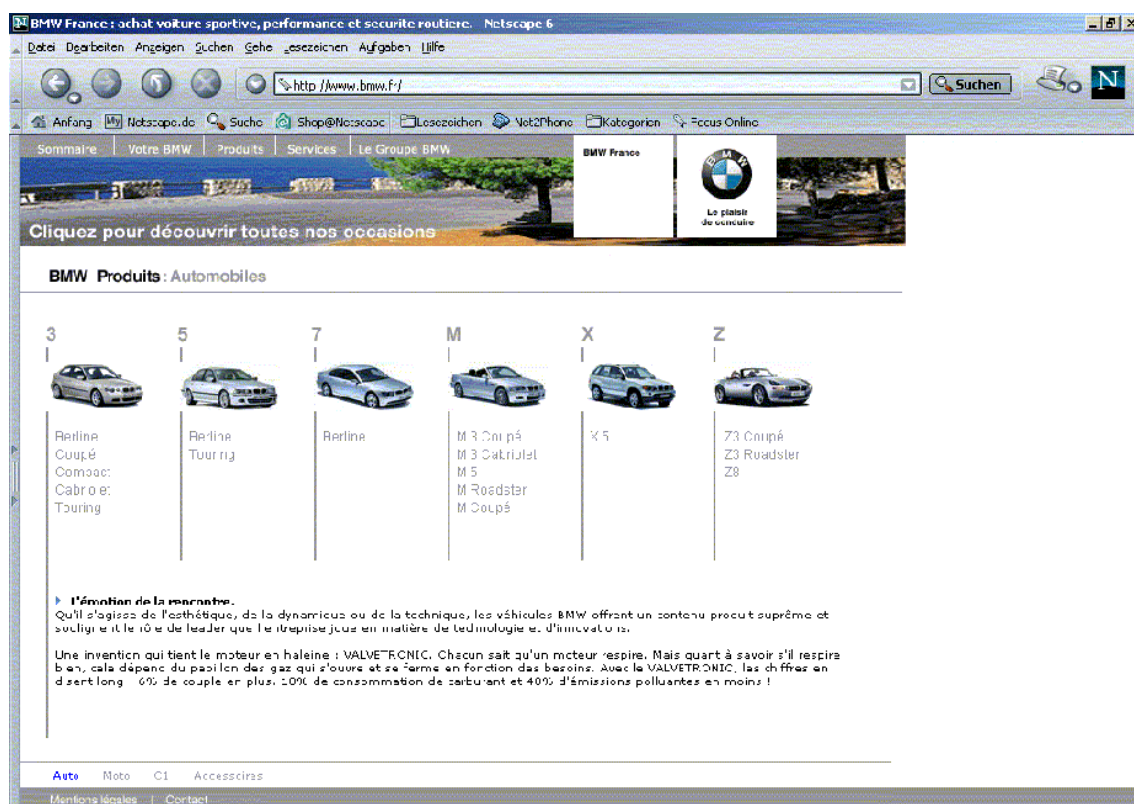 BMW France : achat voiture sportive, performance et securite routiere. Netscape 6
Datei Bearbeiten Anzeigen Suchen Gehe Lesezeichen Aufgaben Hilfe
http://www.bmw.fr/ Suchen N
Anfang My Netscape.de Suche Shop@Netscape Lesezeichen Net2Phone Kategorien Focus Online
Sommaire | Votre BMW | Produits | Services | Le Groupe BMW
BMW France
BMW
Le plaisir
de conduire
Cliquez pour découvrir toutes nos occasions
BMW Produits : Automobiles
3 5 7 M X Z
Berline Berline Berline M 3 Coupé X 5 Z3 Coupé
Coupé Touring M 3 Cabriolet Z3 Roadster
Compact M 5 Z8
Cabriolet M Roadster
Touring M Coupé
L'émotion de la rencontre.
Qu'il s'agisse de l'esthétique, de la dynamique ou de la technique, les véhicules BMW offrent un contenu produit suprême et
soulignent le rôle de leader que l'entreprise joue en matière de technologie et d'innovations.
Une invention qui tient le moteur en haleine : VALVETRONIC. Chacun sait qu'un moteur respire. Mais quant à savoir s'il respire
bien, cela dépend du papillon des gaz qui s'ouvre et se ferme en fonction des besoins. Avec le VALVETRONIC, les chiffres en
disent long 6% de couple en plus, 10% de consommation de carburant et 40% d'émissions polluantes en moins !
Auto Moto C1 Accessoires
Mentions légales | Contact